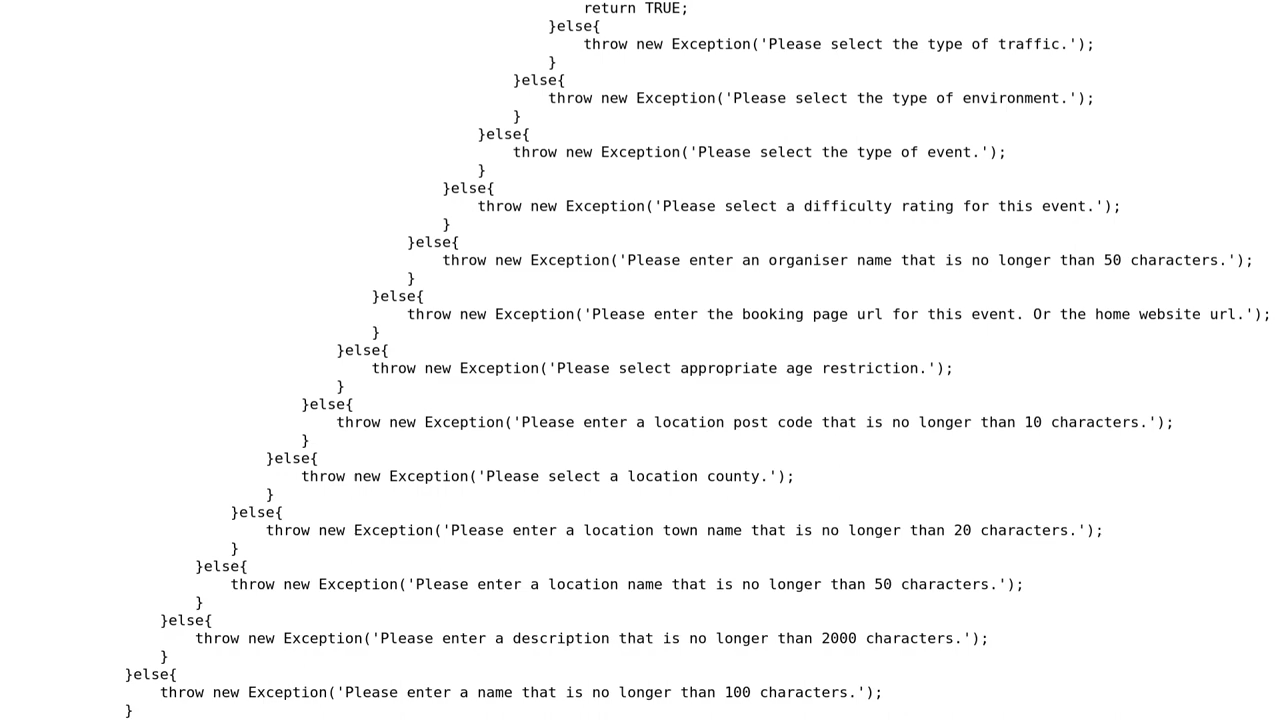 return TRUE;
}else{
throw new Exception('Please select the type of traffic.');
}
}else{
throw new Exception('Please select the type of environment.');
}
}else{
throw new Exception('Please select the type of event.');
}
}else{
throw new Exception('Please select a difficulty rating for this event.');
}
}else{
throw new Exception('Please enter an organiser name that is no longer than 50 characters.');
}
}else{
throw new Exception('Please enter the booking page url for this event. Or the home website url.');
}
}else{
throw new Exception('Please select appropriate age restriction.');
}
}else{
throw new Exception('Please enter a location post code that is no longer than 10 characters.');
}
}else{
throw new Exception('Please select a location county.');
}
}else{
throw new Exception('Please enter a location town name that is no longer than 20 characters.');
}
}else{
throw new Exception('Please enter a location name that is no longer than 50 characters.');
}
}else{
throw new Exception('Please enter a description that is no longer than 2000 characters.');
}
}else{
throw new Exception('Please enter a name that is no longer than 100 characters.');
}